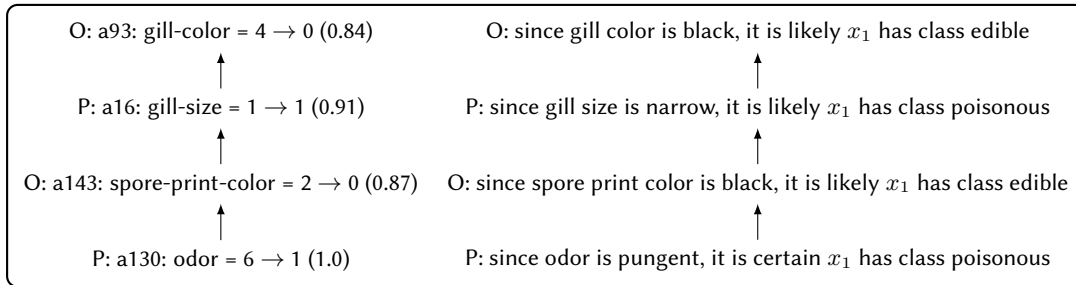 O: a93: gill-color = 4 → 0 (0.84)
P: a16: gill-size = 1 → 1 (0.91)
O: a143: spore-print-color = 2 → 0 (0.87)
P: a130: odor = 6 → 1 (1.0)
O: since gill color is black, it is likely x₁ has class edible
P: since gill size is narrow, it is likely x₁ has class poisonous
O: since spore print color is black, it is likely x₁ has class edible
P: since odor is pungent, it is certain x₁ has class poisonous